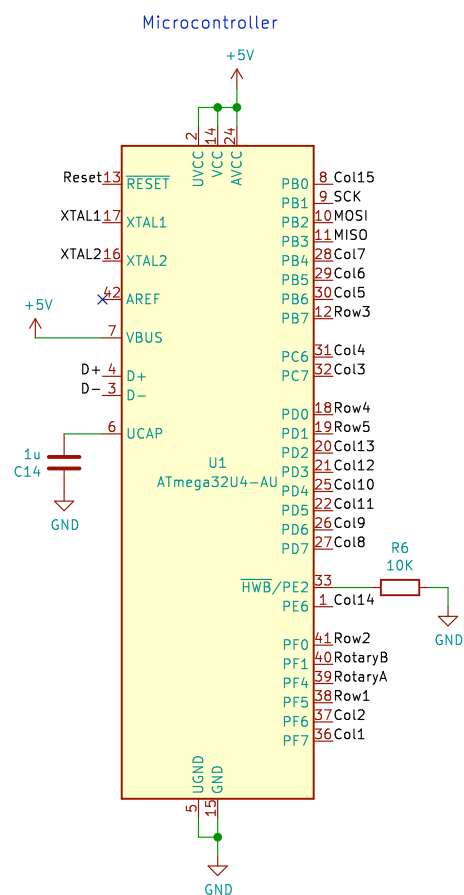 Microcontroller
+5V
2 14 24
UVCC VCC AVCC
Reset 13 RESET PB0 8 Col15
PB1 9 SCK
XTAL1 17 XTAL1 PB2 10 MOSI
PB3 11 MISO
XTAL2 16 XTAL2 PB4 28 Col7
PB5 29 Col6
42 AREF PB6 30 Col5
+5V PB7 12 Row3
7 VBUS
PC6 31 Col4
D+ 4 D+ PC7 32 Col3
D- 3 D-
PD0 18 Row4
6 UCAP PD1 19 Row5
1u PD2 20 Col13
C14 U1 PD3 21 Col12
ATmega32U4-AU PD4 25 Col10
PD5 22 Col11
GND PD6 26 Col9
PD7 27 Col8
R6
10K
HWB/PE2 33
PE6 1 Col14
GND
PF0 41 Row2
PF1 40 RotaryB
PF4 39 RotaryA
PF5 38 Row1
PF6 37 Col2
PF7 36 Col1
UGND GND
5 15
GND